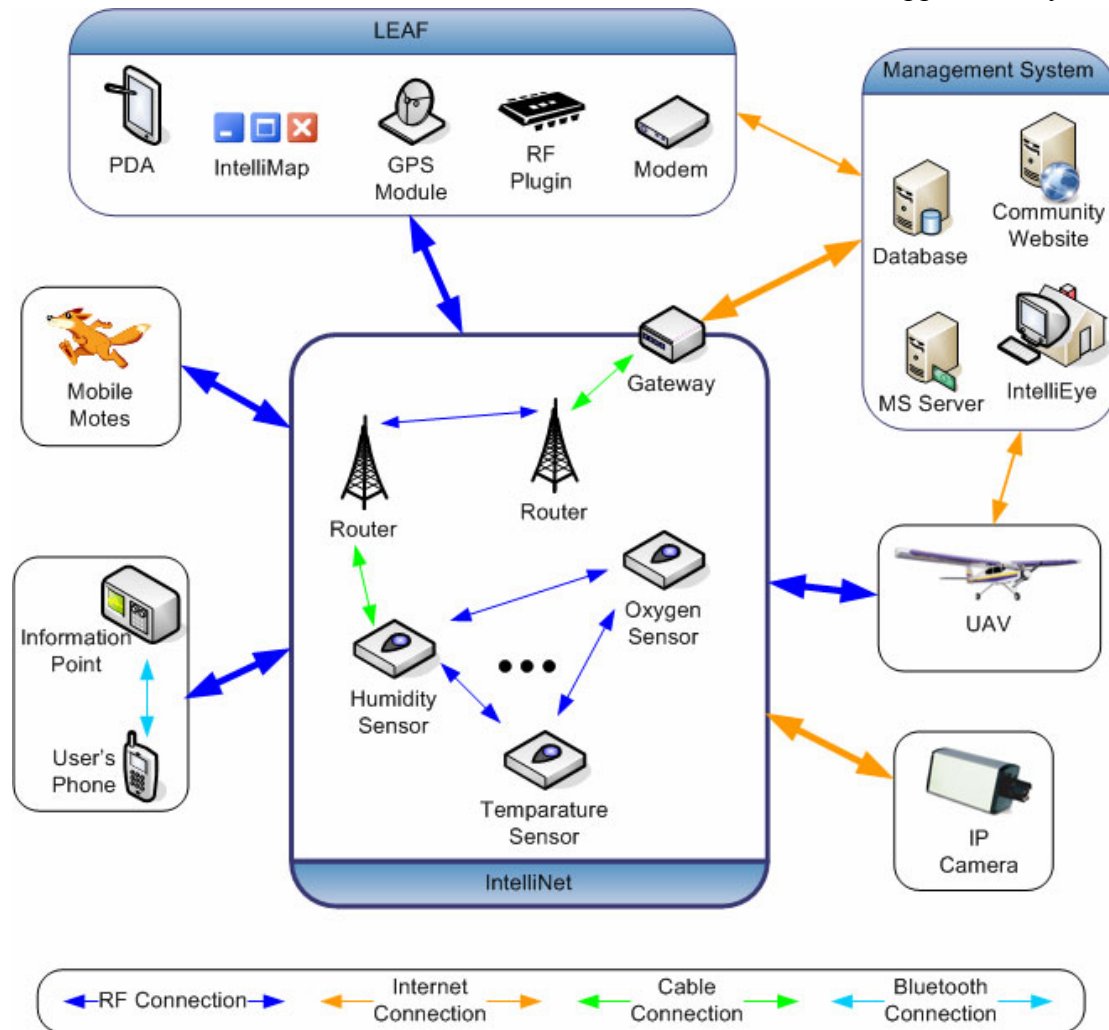 LEAF
PDA
IntelliMap
GPS
Module
RF
Plugin
Modem
Management System
Database
Community
Website
MS Server
IntelliEye
Mobile
Motes
Gateway
Router
Router
Oxygen
Sensor
Humidity
Sensor
Temparature
Sensor
IntelliNet
Information
Point
User's
Phone
UAV
IP
Camera
RF Connection
Internet
Connection
Cable
Connection
Bluetooth
Connection